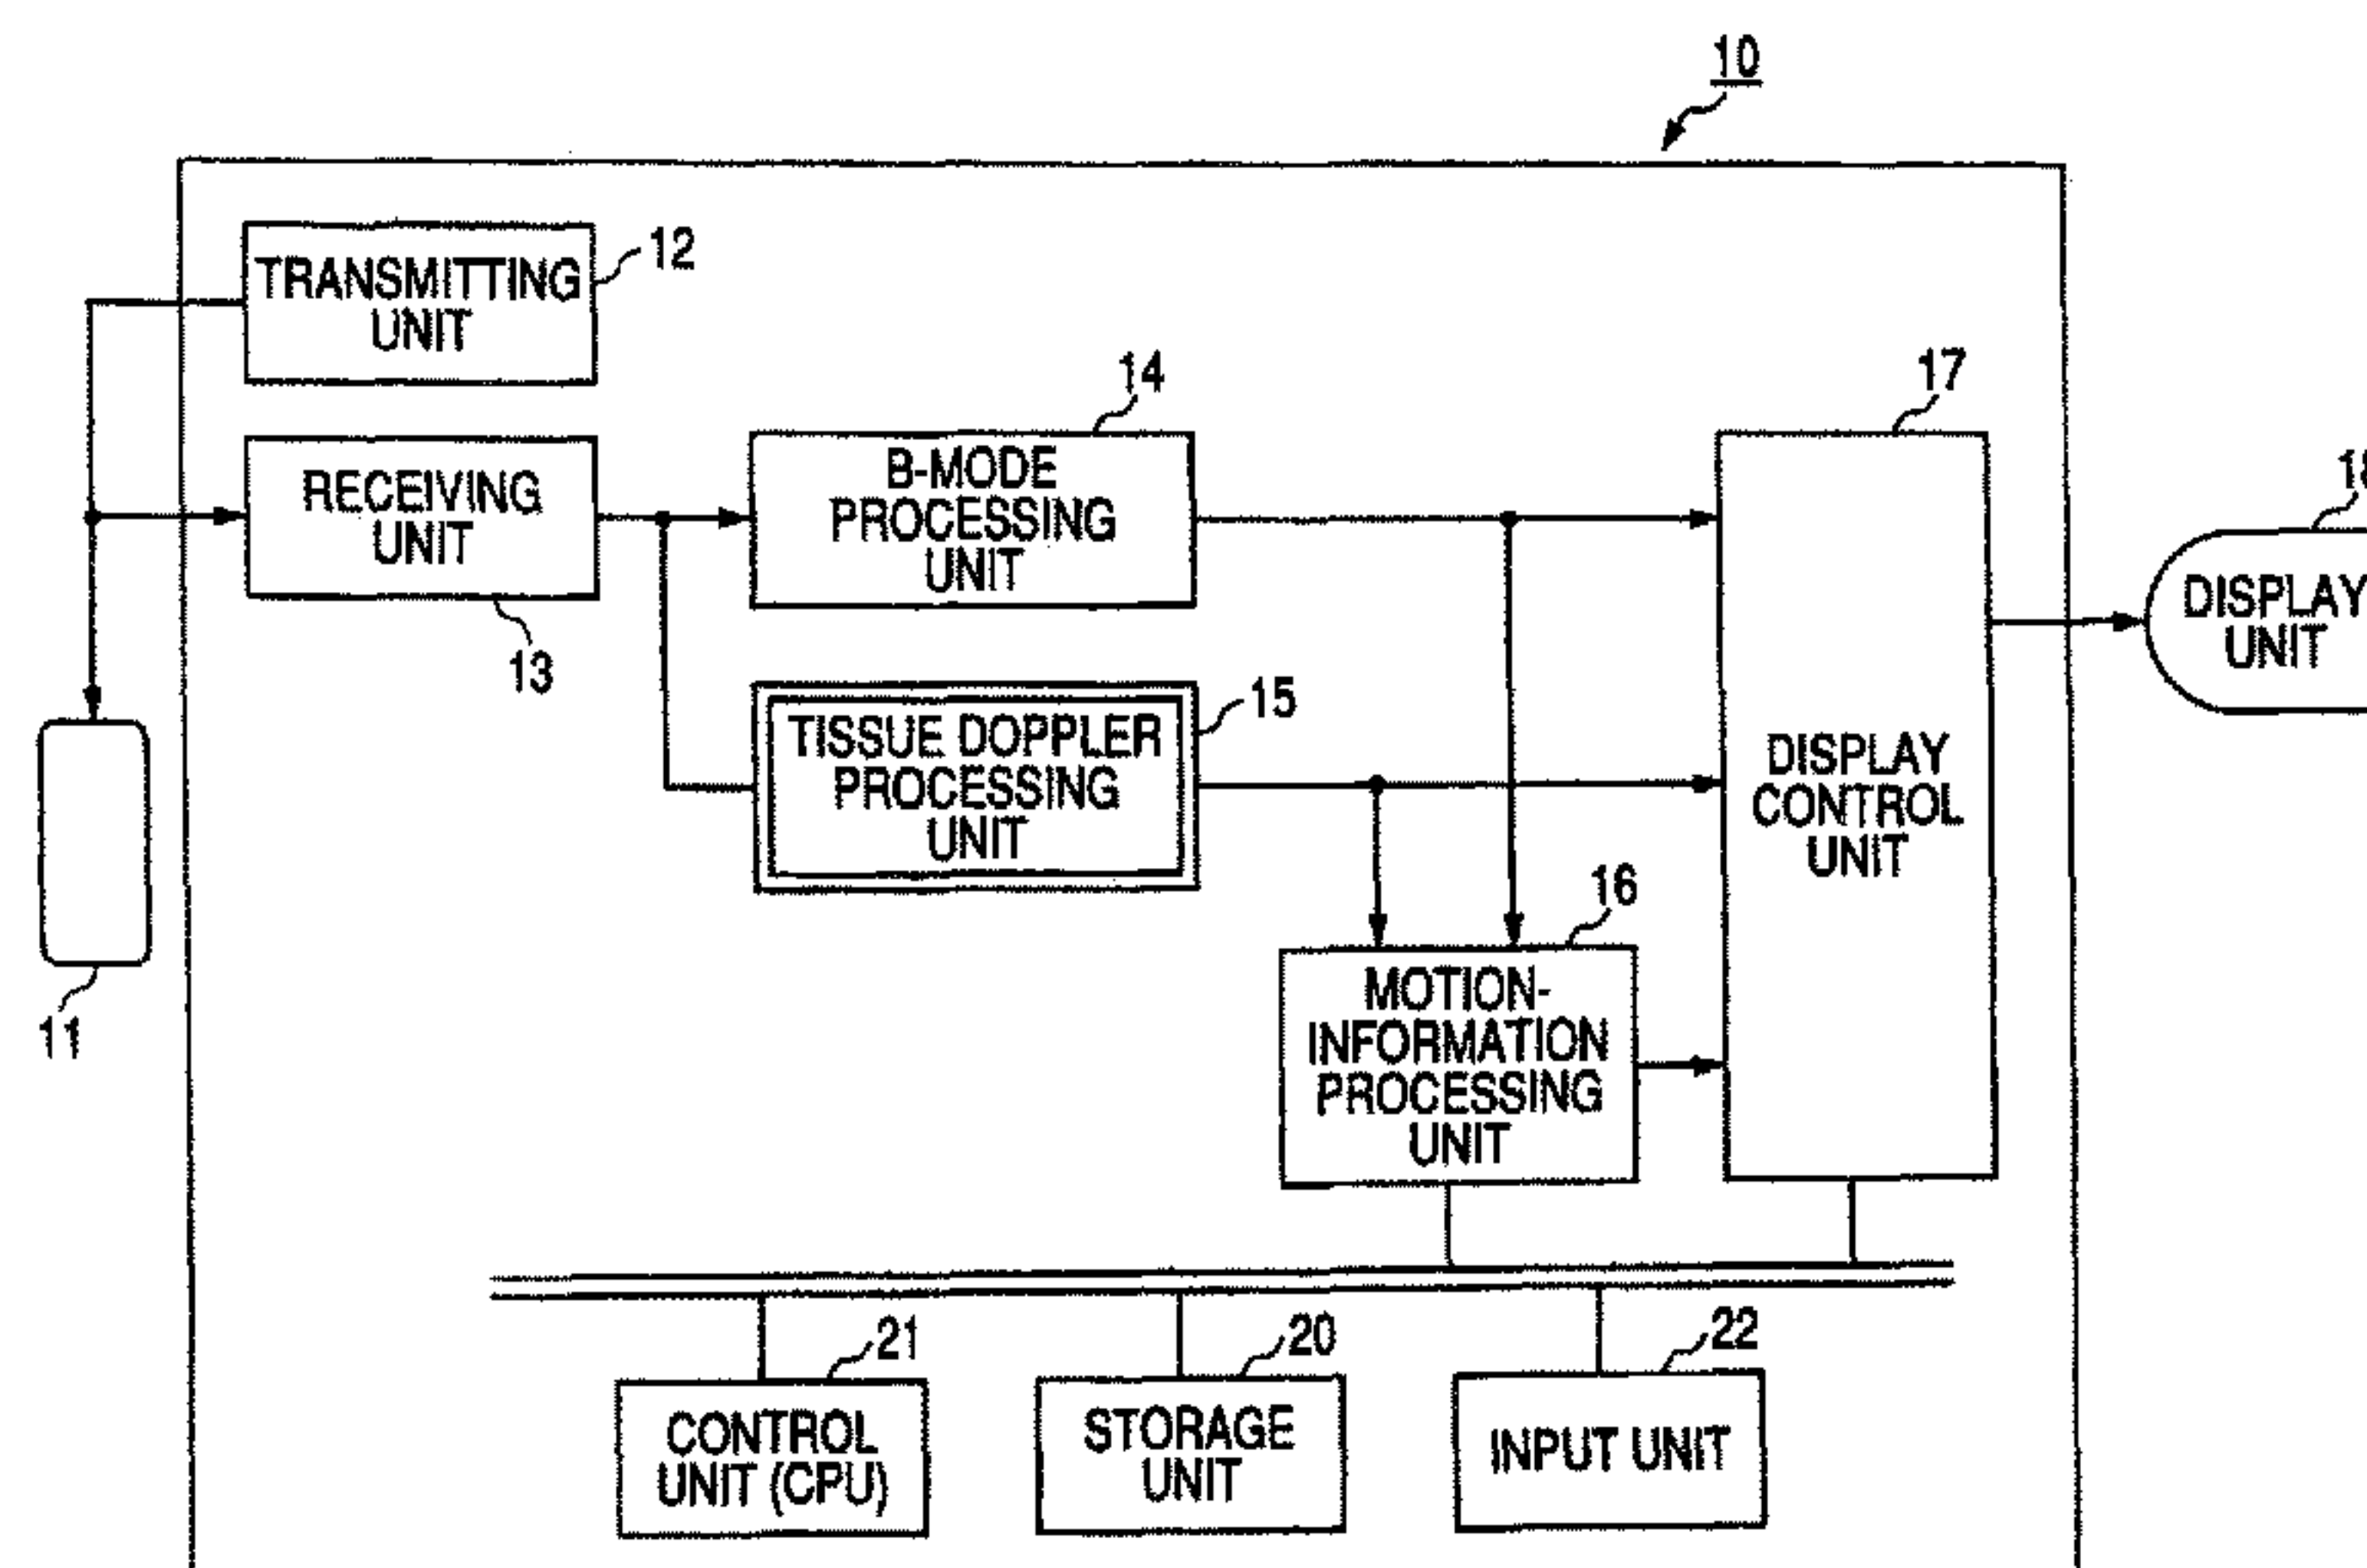 10
TRANSMITTING
UNIT
12
RECEIVING
UNIT
13
B-MODE
PROCESSING
UNIT
14
TISSUE DOPPLER
PROCESSING
UNIT
15
MOTION-
INFORMATION
PROCESSING
UNIT
16
DISPLAY
CONTROL
UNIT
17
DISPLAY
UNIT
11
CONTROL
UNIT (CPU)
21
STORAGE
UNIT
20
INPUT UNIT
22